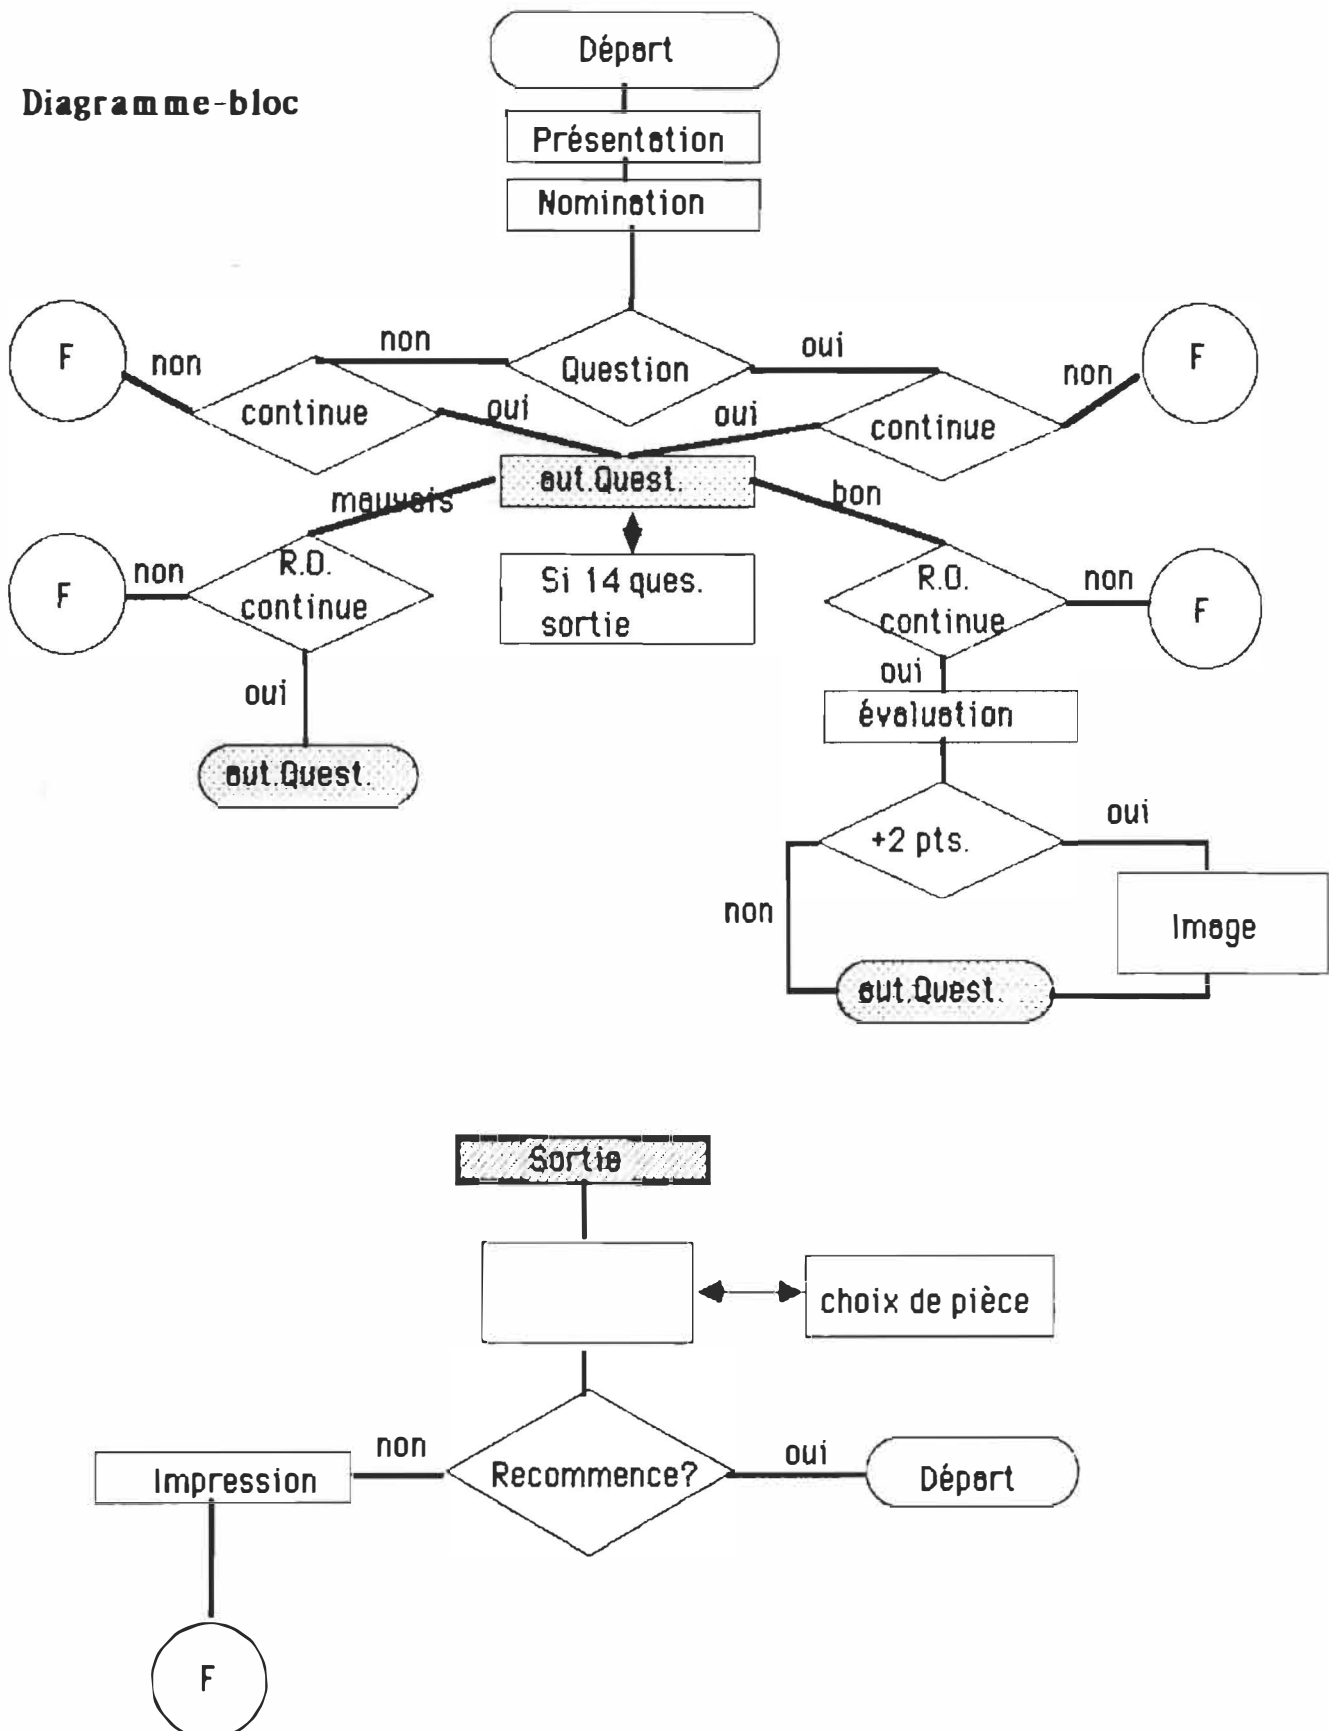 Départ
Diagramme-bloc
Présentation
Nomination
F
non
non
Question
oui
non
F
continue
oui
oui
continue
aut.Quest.
mauvais
bon
F
non
R.O.
continue
Si 14 ques.
sortie
R.O.
continue
non
F
oui
oui
évaluation
aut.Quest.
+2 pts.
oui
non
Image
aut.Quest.
Sortie
choix de pièce
non
Recommence?
oui
Impression
Départ
F